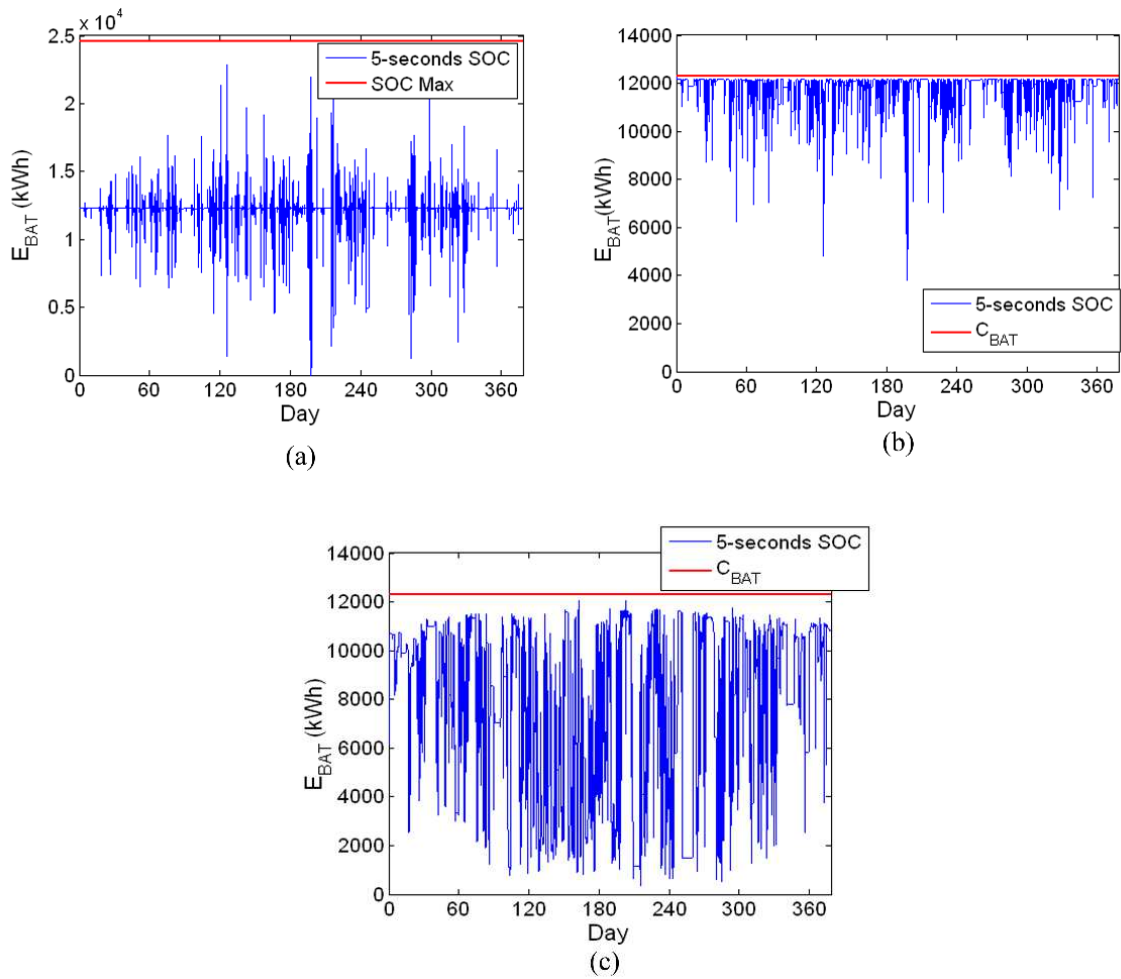 × 10⁴
2.5
2
1.5
1
0.5
0
0 60 120 180 240 300 360
E_BAT (kWh)
Day
5-seconds SOC
SOC Max
(a)
14000
12000
10000
8000
6000
4000
2000
0
0 60 120 180 240 300 360
E_BAT(kWh)
Day
5-seconds SOC
C_BAT
(b)
14000
12000
10000
8000
6000
4000
2000
0
0 60 120 180 240 300 360
E_BAT (kWh)
Day
5-seconds SOC
C_BAT
(c)